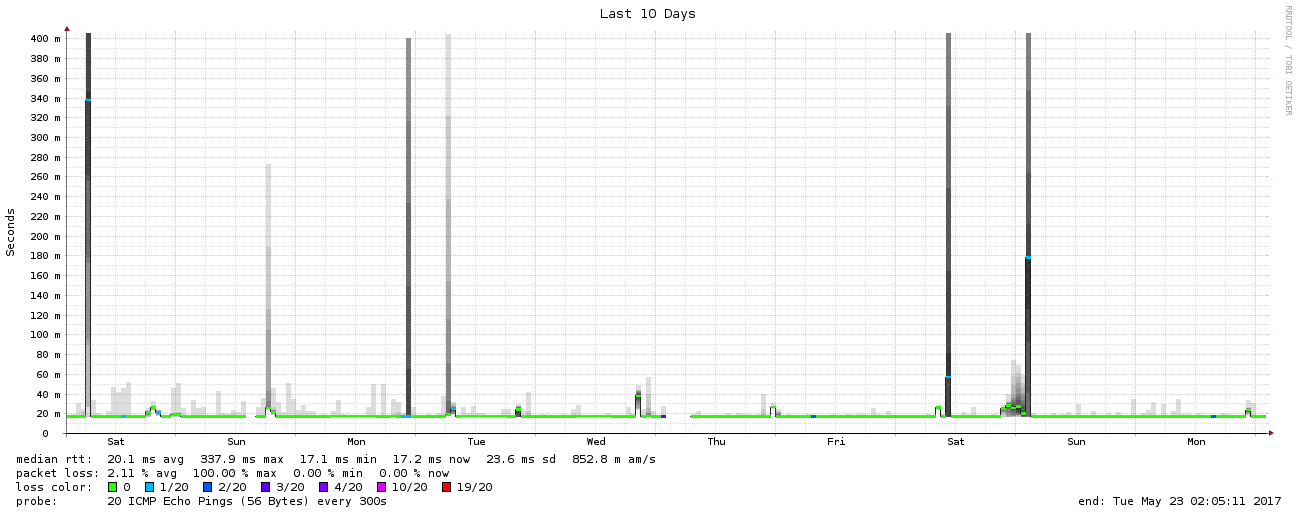 Last 10 Days
RRDTOOL / TOBI OETIKER
Seconds
400 m
380 m
360 m
340 m
320 m
300 m
280 m
260 m
240 m
220 m
200 m
180 m
160 m
140 m
120 m
100 m
80 m
60 m
40 m
20 m
0
Sat Sun Mon Tue Wed Thu Fri Sat Sun Mon
median rtt: 20.1 ms avg 337.9 ms max 17.1 ms min 17.2 ms now 23.6 ms sd 852.8 m am/s
packet loss: 2.11 % avg 100.00 % max 0.00 % min 0.00 % now
loss color: 0 1/20 2/20 3/20 4/20 10/20 19/20
probe: 20 ICMP Echo Pings (56 Bytes) every 300s end: Tue May 23 02:05:11 2017